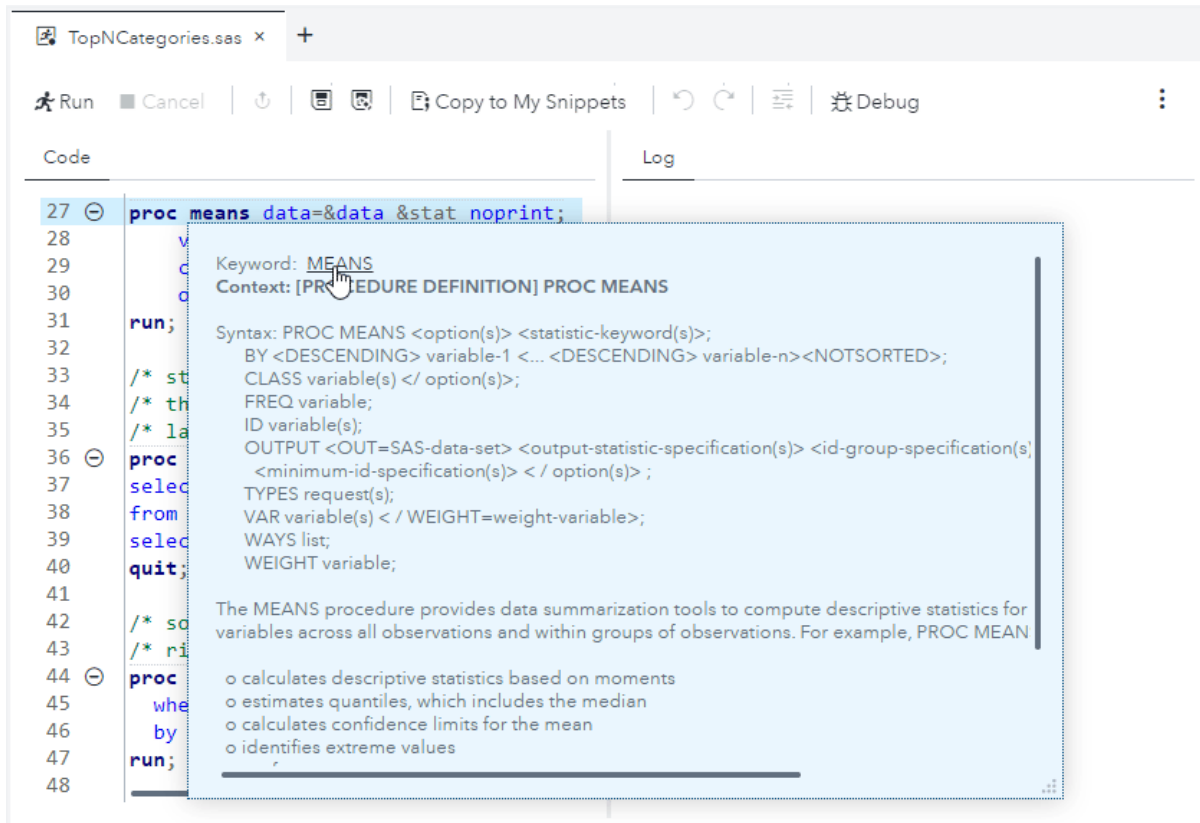 TopNCategories.sas × +
Run Cancel Copy to My Snippets Debug
Code
Log
27 proc means data=&data &stat noprint;
28 v
29 c
30 o
31 run;
32
33 /* st
34 /* th
35 /* la
36 proc
37 selec
38 from
39 selec
40 quit;
41
42 /* so
43 /* ri
44 proc
45 whe
46 by
47 run;
48
Keyword: MEANS
Context: [PROCEDURE DEFINITION] PROC MEANS
Syntax: PROC MEANS <option(s)> <statistic-keyword(s)>;
BY <DESCENDING> variable-1 <... <DESCENDING> variable-n><NOTSORTED>;
CLASS variable(s) </ option(s)>;
FREQ variable;
ID variable(s);
OUTPUT <OUT=SAS-data-set> <output-statistic-specification(s)> <id-group-specification(s)
<minimum-id-specification(s)> < / option(s)> ;
TYPES request(s);
VAR variable(s) < / WEIGHT=weight-variable>;
WAYS list;
WEIGHT variable;
The MEANS procedure provides data summarization tools to compute descriptive statistics for
variables across all observations and within groups of observations. For example, PROC MEAN
o calculates descriptive statistics based on moments
o estimates quantiles, which includes the median
o calculates confidence limits for the mean
o identifies extreme values